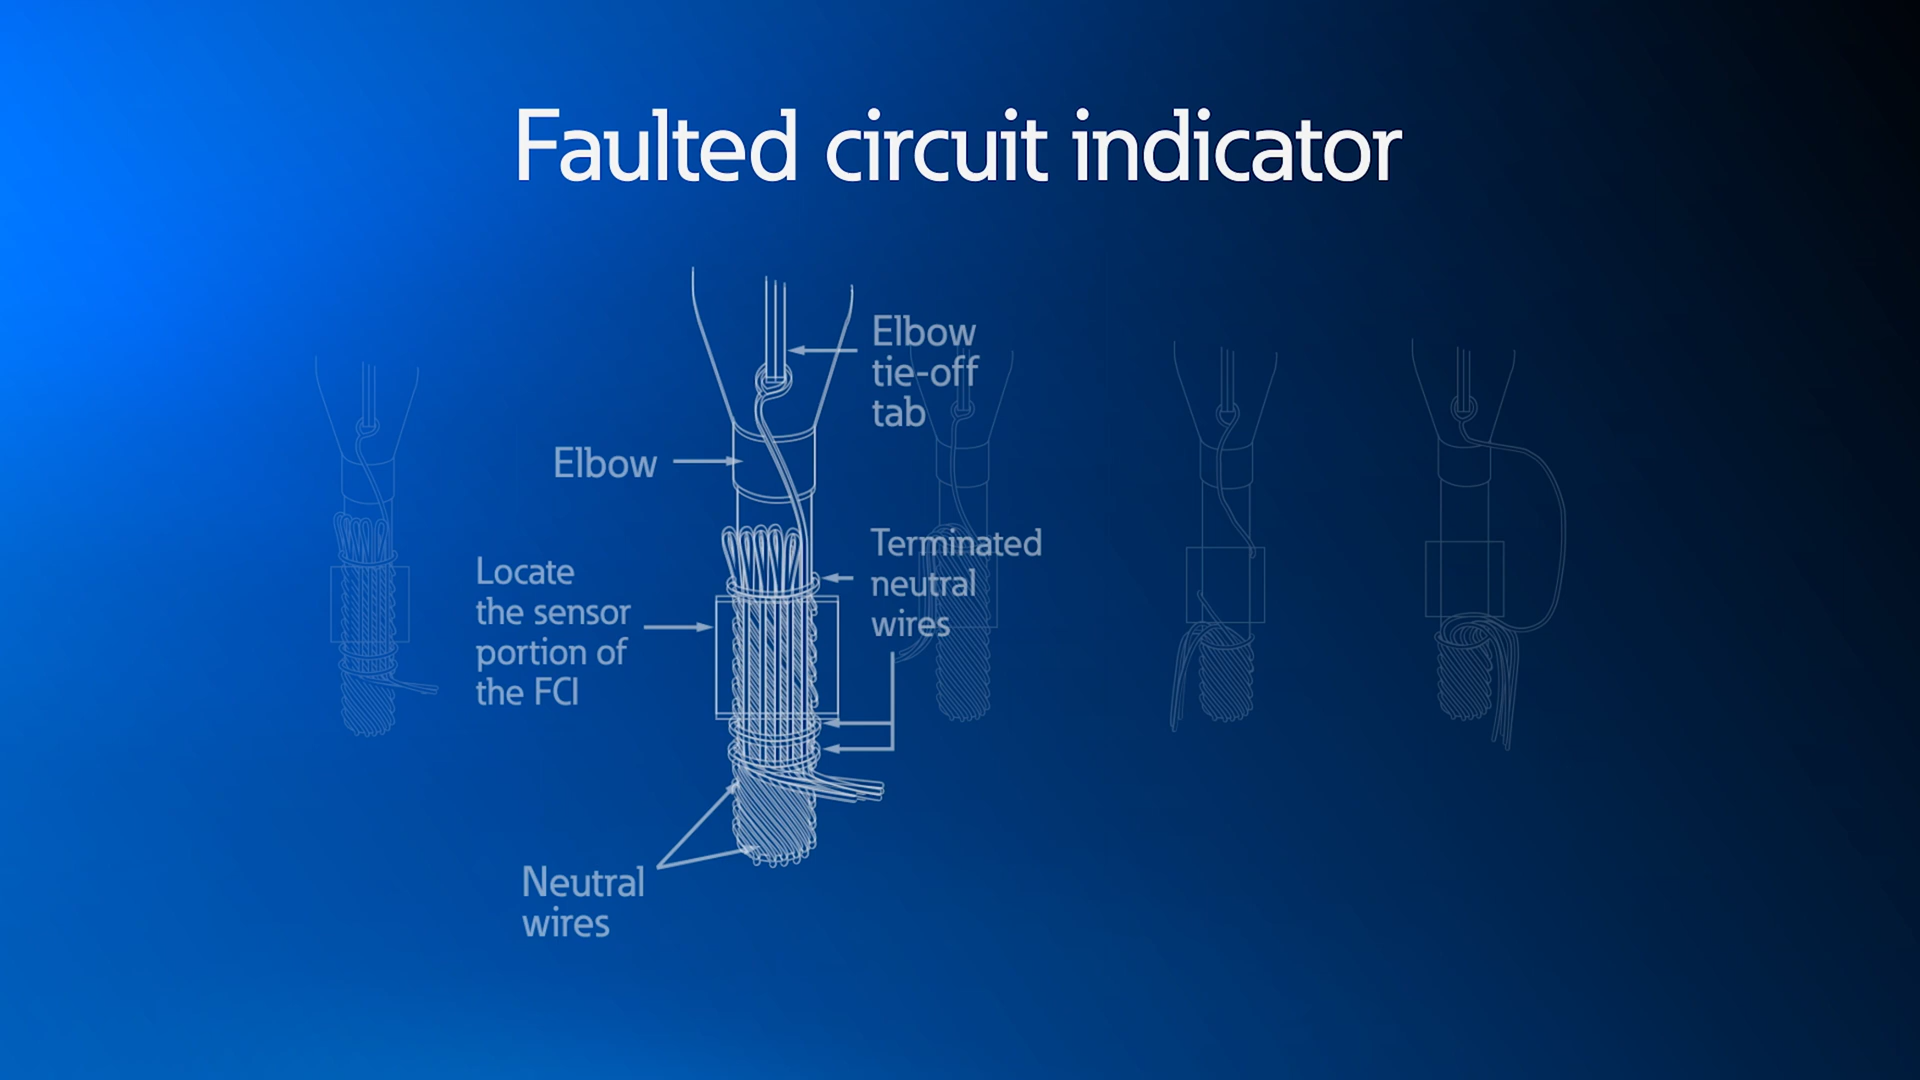 Faulted circuit indicator
Elbow
tie-off
tab
Elbow
Terminated
neutral
wires
Locate
the sensor
portion of
the FCI
Neutral
wires